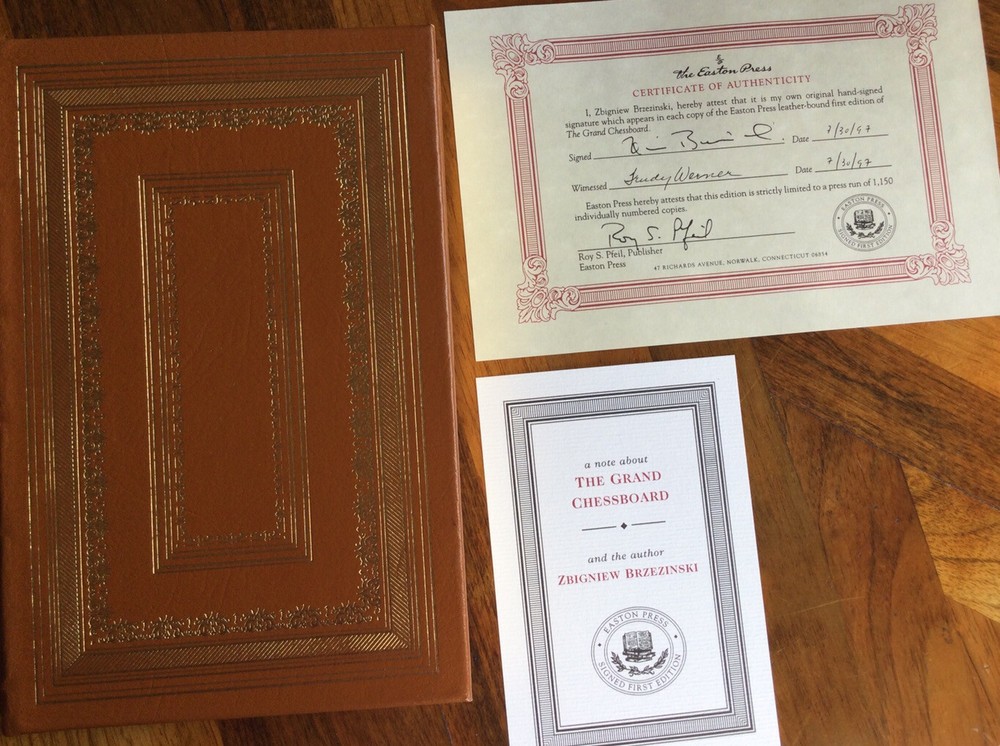 The Easton Press
CERTIFICATE OF AUTHENTICITY
I, Zbigniew Brzezinski, hereby attest that it is my own original hand-signed
signature which appears in each copy of the Easton Press leather-bound first edition of
The Grand Chessboard.
Signed Date 7/30/97
Witnessed Trudy Werner Date 7/30/97
Easton Press hereby attests that this edition is strictly limited to a press run of 1,150
individually numbered copies.
Roy S. Pfeil
Roy S. Pfeil, Publisher
Easton Press
47 RICHARDS AVENUE, NORWALK, CONNECTICUT 06854
EASTON PRESS
SIGNED FIRST EDITION
a note about
THE GRAND
CHESSBOARD
and the author
ZBIGNIEW BRZEZINSKI
EASTON PRESS
SIGNED FIRST EDITION